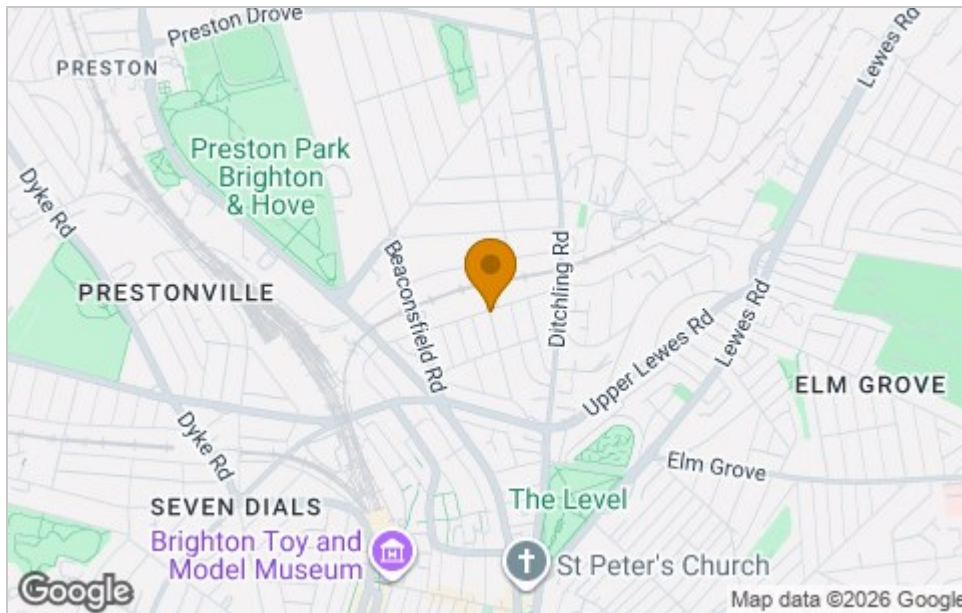 Preston Drove
PRESTON
Lewes Rd
Preston Park
Brighton
& Hove
Dyke Rd
PRESTONVILLE
Beaconsfield Rd
Ditchling Rd
Upper Lewes Rd
Lewes Rd
ELM GROVE
Dyke Rd
Elm Grove
SEVEN DIALS
The Level
Brighton Toy and
Model Museum
St Peter's Church
Google
Map data ©2026 Google